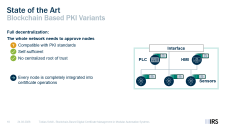 State of the Art
Blockchain Based PKI Variants
Full decentralization:
The whole network needs to approve nodes
Compatible with PKI standards
Self-sufficient
No centralized root of trust
Every node is completely integrated into
certificate operations
Interface
PLC
HMI
Sensors
IRS